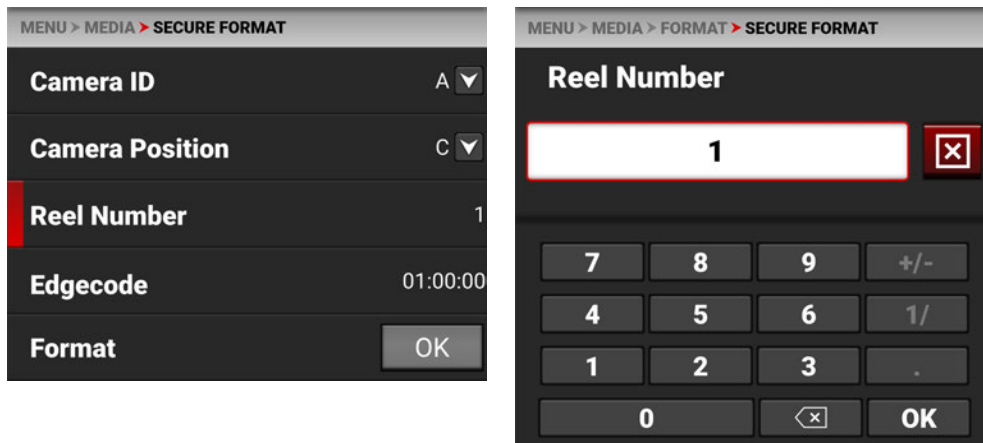 MENU > MEDIA > SECURE FORMAT
Camera ID A
Camera Position C
Reel Number 1
Edgecode 01:00:00
Format OK
MENU > MEDIA > FORMAT > SECURE FORMAT
Reel Number
1
7 8 9 +/-
4 5 6 1/
1 2 3 .
0 OK